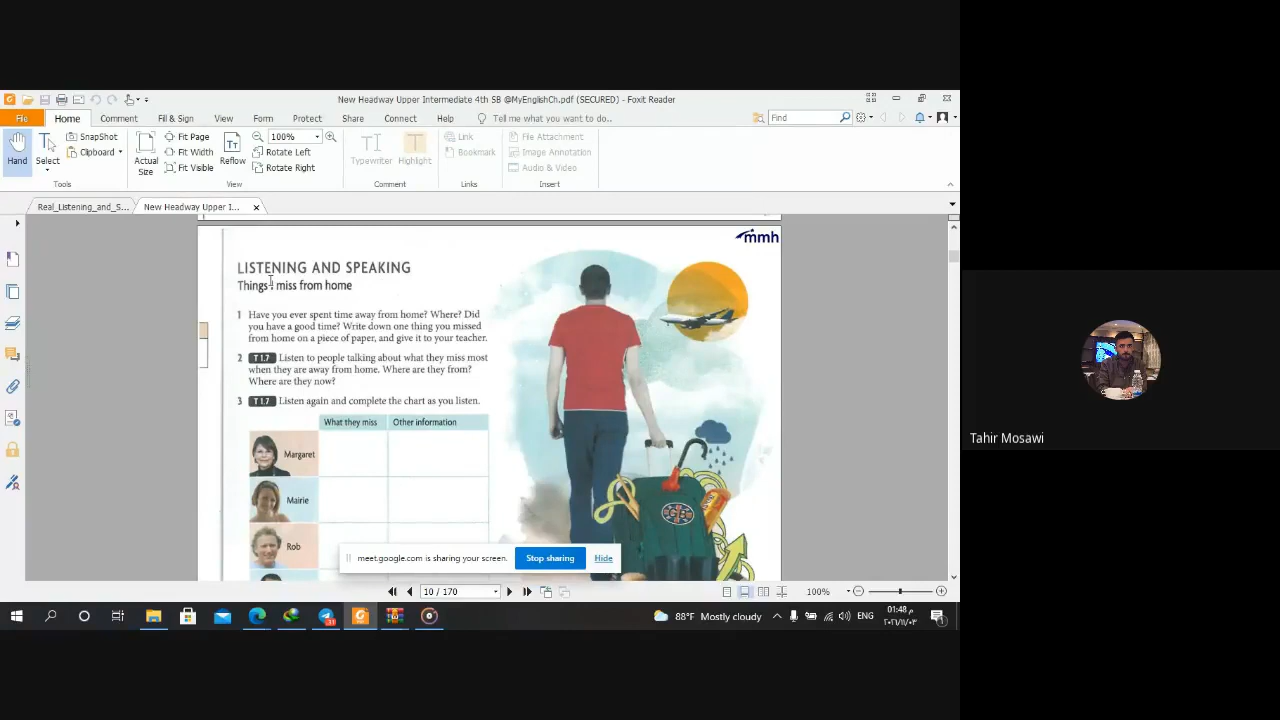 New Headway Upper Intermediate 4th SB @MyEnglishCh.pdf (SECURED) - Foxit Reader
File Home Comment Fill & Sign View Form Protect Share Connect Help Tell me what you want to do.. Find
Hand
Select
SnapShot
Clipboard
Tools
Actual Size
Fit Page
Fit Width
Fit Visible
Reflow
100%
Rotate Left
Rotate Right
View
Typewriter
Highlight
Comment
Link
Bookmark
Links
File Attachment
Image Annotation
Audio & Video
Insert
Real_Listening_and_S...
New Headway Upper I...
mmh
LISTENING AND SPEAKING
Things I miss from home
1 Have you ever spent time away from home? Where? Did
you have a good time? Write down one thing you missed
from home on a piece of paper, and give it to your teacher.
2 T 1.7 Listen to people talking about what they miss most
when they are away from home. Where are they from?
Where are they now?
3 T 1.7 Listen again and complete the chart as you listen.
What they miss Other information
Margaret
Mairie
Rob
meet.google.com is sharing your screen. Stop sharing Hide
10 / 170
100%
88°F Mostly cloudy
ENG
01:48 م
٢٠٢١/١١/٠٣
Tahir Mosawi